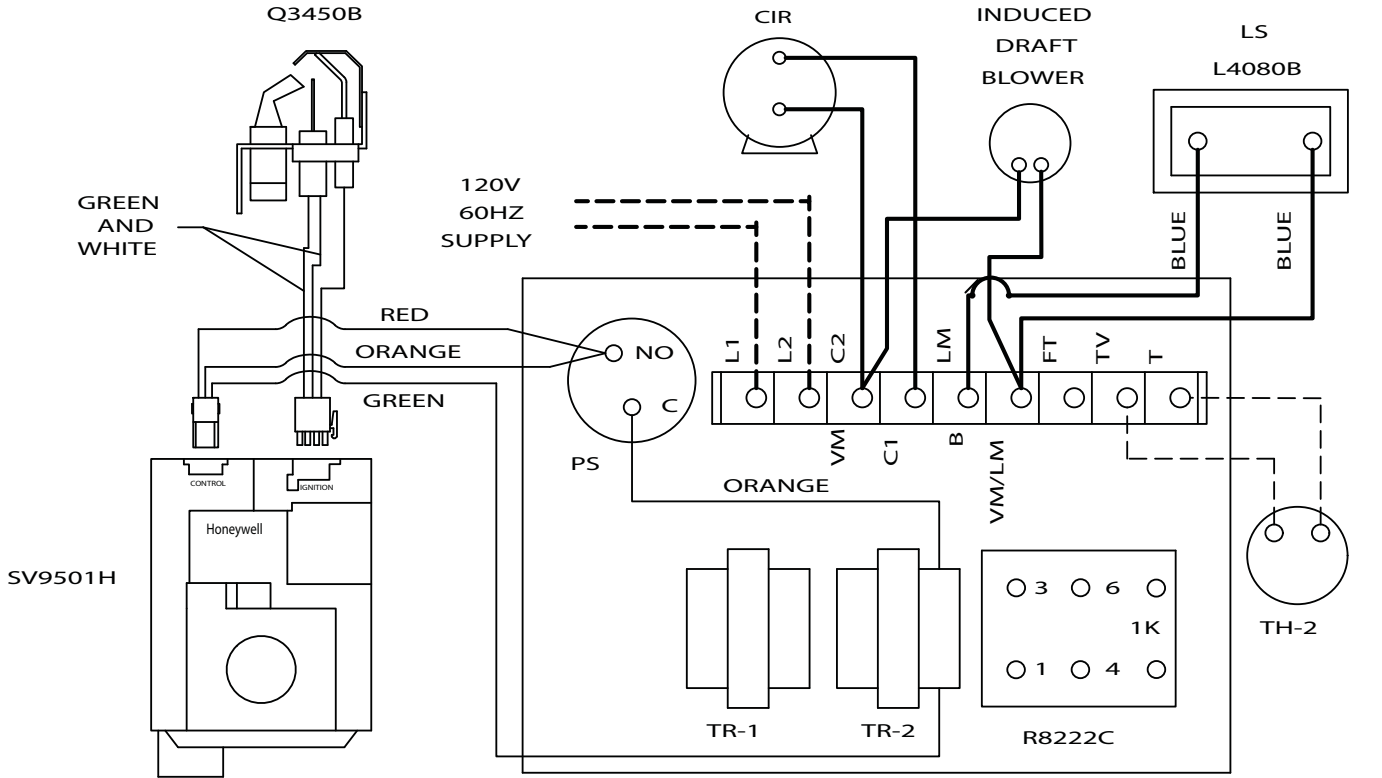 Q3450B
CIR
INDUCED
DRAFT
BLOWER
LS
L4080B
120V
60HZ
SUPPLY
GREEN
AND
WHITE
BLUE
BLUE
RED
ORANGE
GREEN
NO
C
PS
L1
L2
C2
LM
FT
TV
T
VM
C1
B
VM/LM
ORANGE
CONTROL
IGNITION
Honeywell
SV9501H
TR-1
TR-2
3
6
1K
1
4
R8222C
TH-2